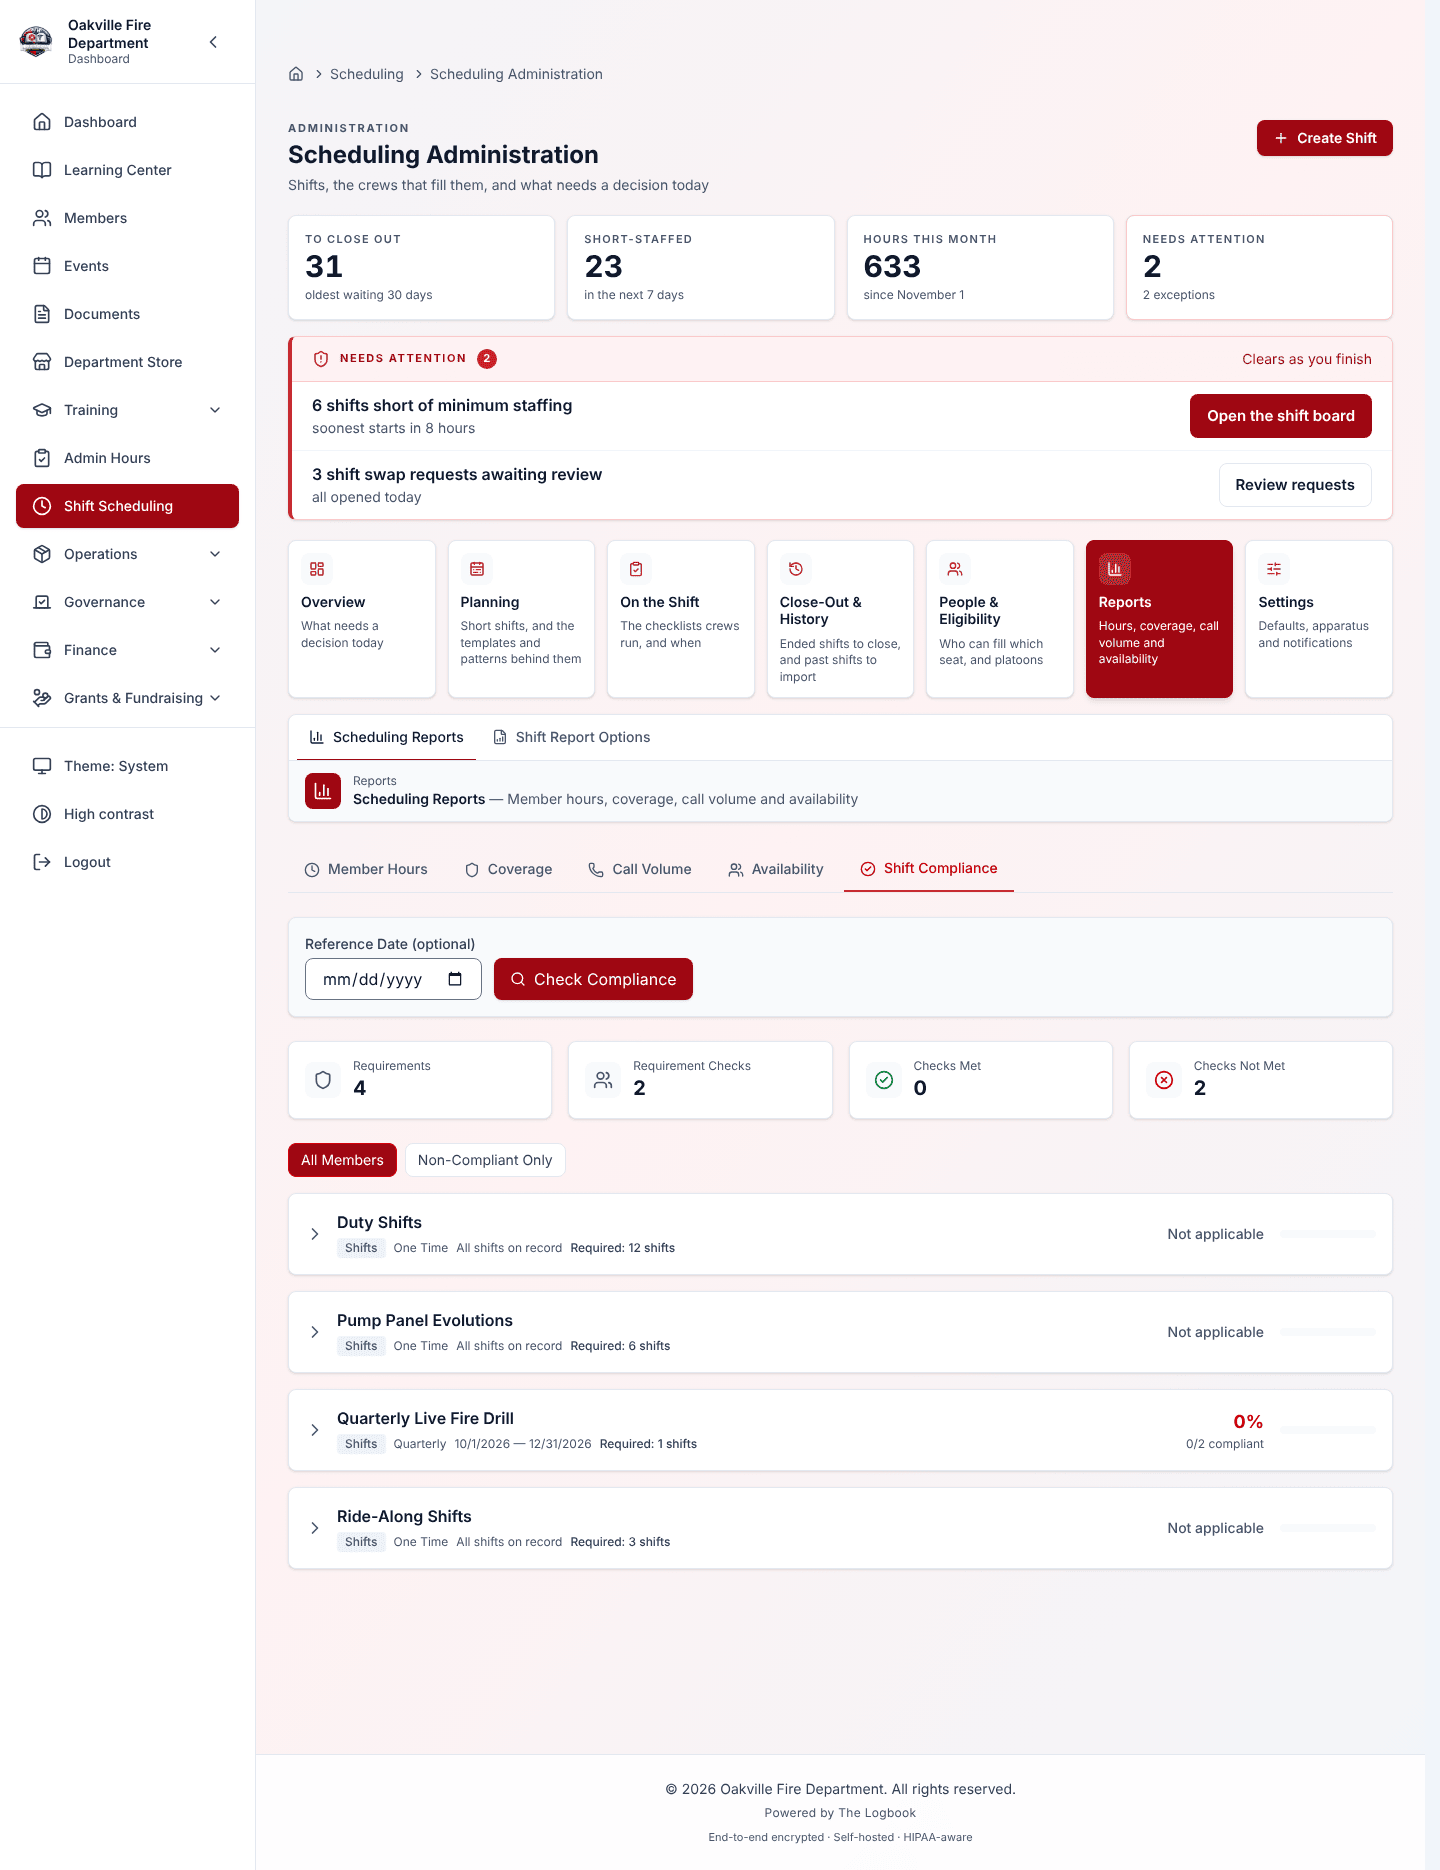 Oakville Fire
Department
Dashboard
Dashboard
Learning Center
Members
Events
Documents
Department Store
Training
Admin Hours
Shift Scheduling
Operations
Governance
Finance
Grants & Fundraising
Theme: System
High contrast
Logout
Scheduling
Scheduling Administration
ADMINISTRATION
Scheduling Administration
Shifts, the crews that fill them, and what needs a decision today
Create Shift
TO CLOSE OUT
31
oldest waiting 30 days
SHORT-STAFFED
23
in the next 7 days
HOURS THIS MONTH
633
since November 1
NEEDS ATTENTION
2
2 exceptions
NEEDS ATTENTION 2
Clears as you finish
6 shifts short of minimum staffing
soonest starts in 8 hours
Open the shift board
3 shift swap requests awaiting review
all opened today
Review requests
Overview
What needs a
decision today
Planning
Short shifts, and the
templates and
patterns behind them
On the Shift
The checklists crews
run, and when
Close-Out &
History
Ended shifts to close,
and past shifts to
import
People &
Eligibility
Who can fill which
seat, and platoons
Reports
Hours, coverage, call
volume and
availability
Settings
Defaults, apparatus
and notifications
Scheduling Reports
Shift Report Options
Reports
Scheduling Reports — Member hours, coverage, call volume and availability
Member Hours
Coverage
Call Volume
Availability
Shift Compliance
Reference Date (optional)
mm/dd/yyyy
Check Compliance
Requirements
4
Requirement Checks
2
Checks Met
0
Checks Not Met
2
All Members
Non-Compliant Only
Duty Shifts
Shifts One Time All shifts on record Required: 12 shifts
Not applicable
Pump Panel Evolutions
Shifts One Time All shifts on record Required: 6 shifts
Not applicable
Quarterly Live Fire Drill
Shifts Quarterly 10/1/2026 — 12/31/2026 Required: 1 shifts
0%
0/2 compliant
Ride-Along Shifts
Shifts One Time All shifts on record Required: 3 shifts
Not applicable
© 2026 Oakville Fire Department. All rights reserved.
Powered by The Logbook
End-to-end encrypted · Self-hosted · HIPAA-aware